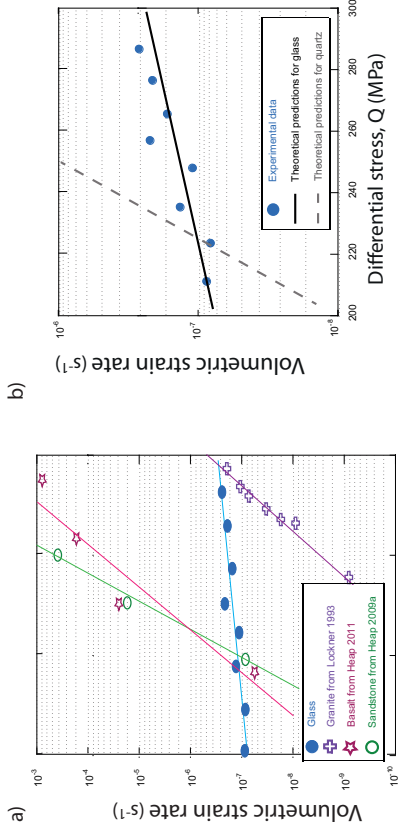 a)
Volumetric strain rate (s⁻¹)
10⁻³
10⁻⁴
10⁻⁵
10⁻⁶
10⁻⁷
10⁻⁸
10⁻⁹
10⁻¹⁰
Glass
Granite from Lockner 1993
Basalt from Heap 2011
Sandstone from Heap 2009a
b)
Volumetric strain rate (s⁻¹)
10⁻⁶
10⁻⁷
10⁻⁸
Experimental data
Theoretical predictions for glass
Theoretical predictions for quartz
200 220 240 260 280 300
Differential stress, Q (MPa)